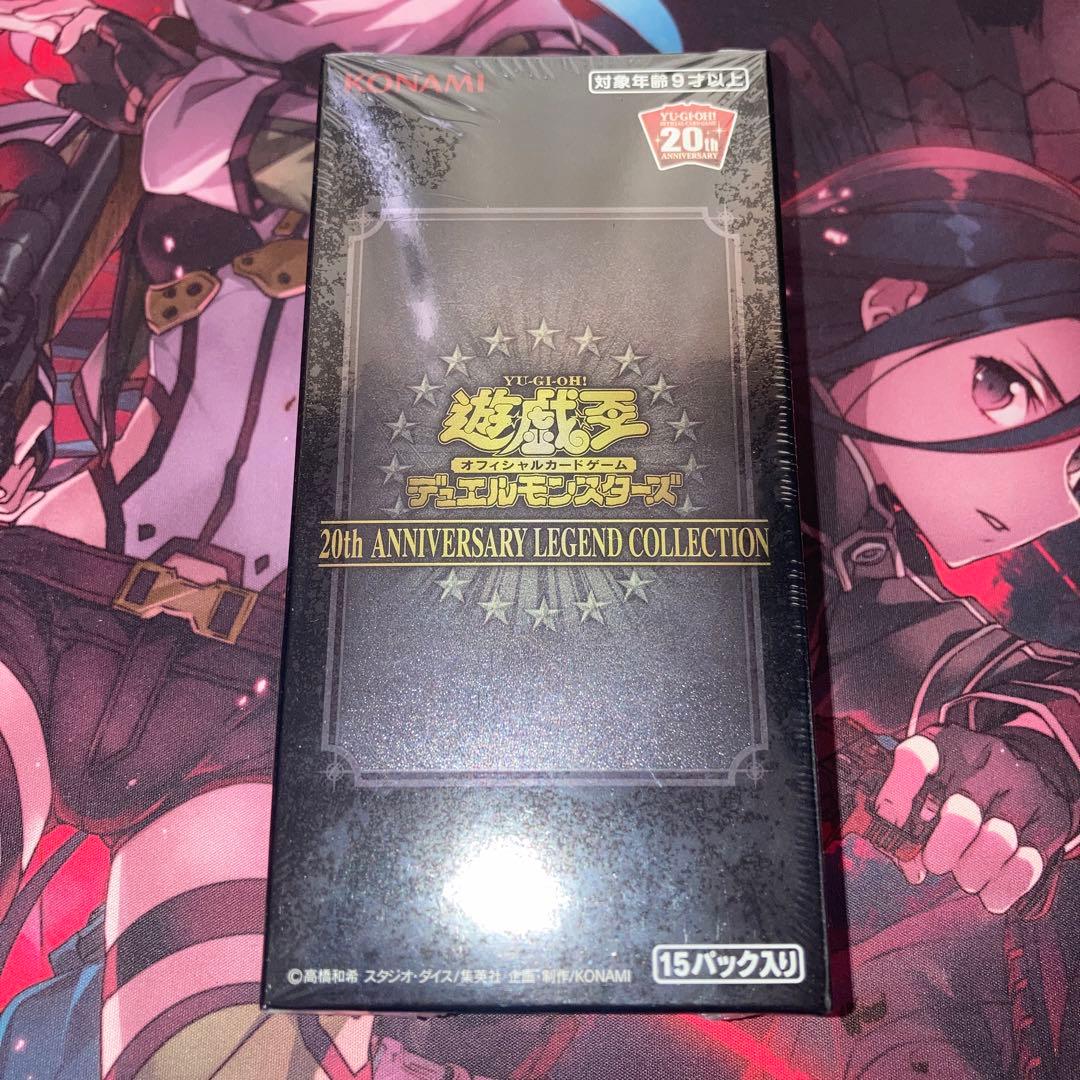 KONAMI
対象年齢9才以上
YU-GI-OH!
OFFICIAL CARD GAME
20th
ANNIVERSARY
YU-GI-OH!
遊戯王
オフィシャルカードゲーム
デュエルモンスターズ
20th ANNIVERSARY LEGEND COLLECTION
©高橋和希 スタジオ・ダイス/集英社 企画・制作/KONAMI
15パック入り